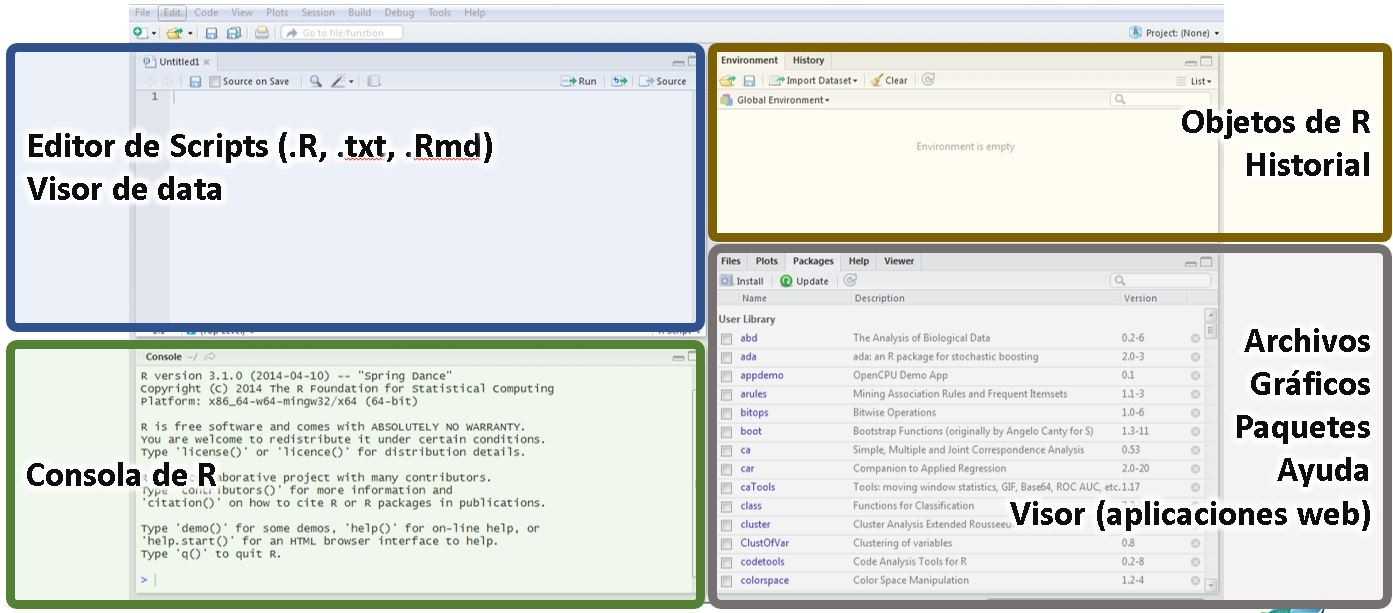 File Edit Code View Plots Session Build Debug Tools Help
Go to file/function
Project: (None)
Untitled1
Source on Save
Run
Source
1
Editor de Scripts (.R, .txt, .Rmd)
Visor de data
Environment History
Import Dataset Clear
List
Global Environment
Environment is empty
Objetos de R
Historial
Console ~/
R version 3.1.0 (2014-04-10) -- "Spring Dance"
Copyright (C) 2014 The R Foundation for Statistical Computing
Platform: x86_64-w64-mingw32/x64 (64-bit)
R is free software and comes with ABSOLUTELY NO WARRANTY.
You are welcome to redistribute it under certain conditions.
Type 'license()' or 'licence()' for distribution details.
Consola de R
project with many contributors.
for more information and
'citation()' on how to cite R or R packages in publications.
Type 'demo()' for some demos, 'help()' for on-line help, or
'help.start()' for an HTML browser interface to help.
Type 'q()' to quit R.
>
Files Plots Packages Help Viewer
Install Update
Name Description Version
User Library
abd The Analysis of Biological Data 0.2-6
ada ada: an R package for stochastic boosting 2.0-3
appdemo OpenCPU Demo App 0.1
arules Mining Association Rules and Frequent Itemsets 1.1-3
bitops Bitwise Operations 1.0-6
boot Bootstrap Functions (originally by Angelo Canty for S) 1.3-11
ca Simple, Multiple and Joint Correspondence Analysis 0.53
car Companion to Applied Regression 2.0-20
caTools Tools: moving window statistics, GIF, Base64, ROC AUC, etc. 1.17
class Functions for Classification
cluster Cluster Analysis Extended
ClustOfVar Clustering of variables 0.8
codetools Code Analysis Tools for R 0.2-8
colorspace Color Space Manipulation 1.2-4
Archivos
Gráficos
Paquetes
Ayuda
Visor (aplicaciones web)